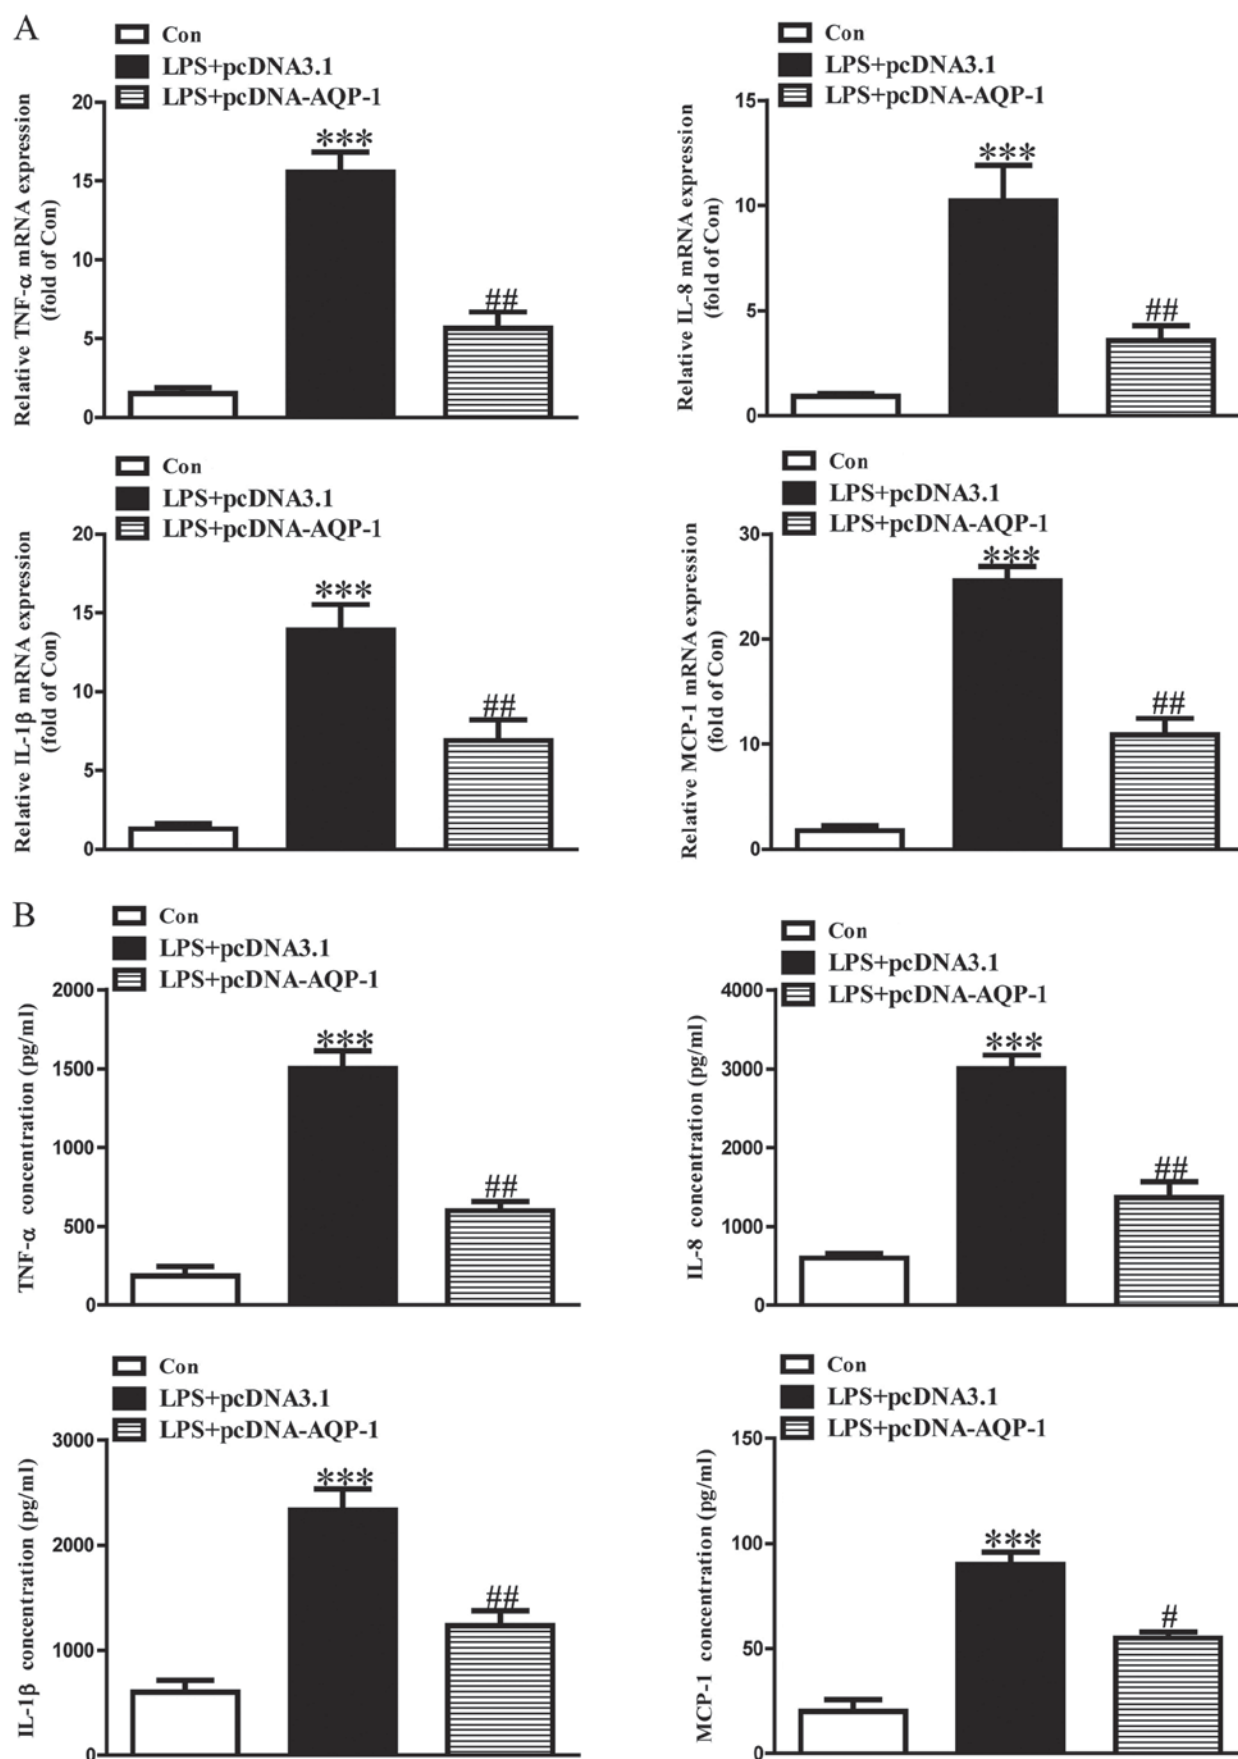 A
Con
LPS+pcDNA3.1
LPS+pcDNA-AQP-1
Relative TNF-α mRNA expression
(fold of Con)
20
15
10
5
0
***
##
Con
LPS+pcDNA3.1
LPS+pcDNA-AQP-1
Relative IL-8 mRNA expression
(fold of Con)
15
10
5
0
***
##
Con
LPS+pcDNA3.1
LPS+pcDNA-AQP-1
Relative IL-1β mRNA expression
(fold of Con)
20
15
10
5
0
***
##
Con
LPS+pcDNA3.1
LPS+pcDNA-AQP-1
Relative MCP-1 mRNA expression
(fold of Con)
30
20
10
0
***
##
B
Con
LPS+pcDNA3.1
LPS+pcDNA-AQP-1
TNF-α concentration (pg/ml)
2000
1500
1000
500
0
***
##
Con
LPS+pcDNA3.1
LPS+pcDNA-AQP-1
IL-8 concentration (pg/ml)
4000
3000
2000
1000
0
***
##
Con
LPS+pcDNA3.1
LPS+pcDNA-AQP-1
IL-1β concentration (pg/ml)
3000
2000
1000
0
***
##
Con
LPS+pcDNA3.1
LPS+pcDNA-AQP-1
MCP-1 concentration (pg/ml)
150
100
50
0
***
#